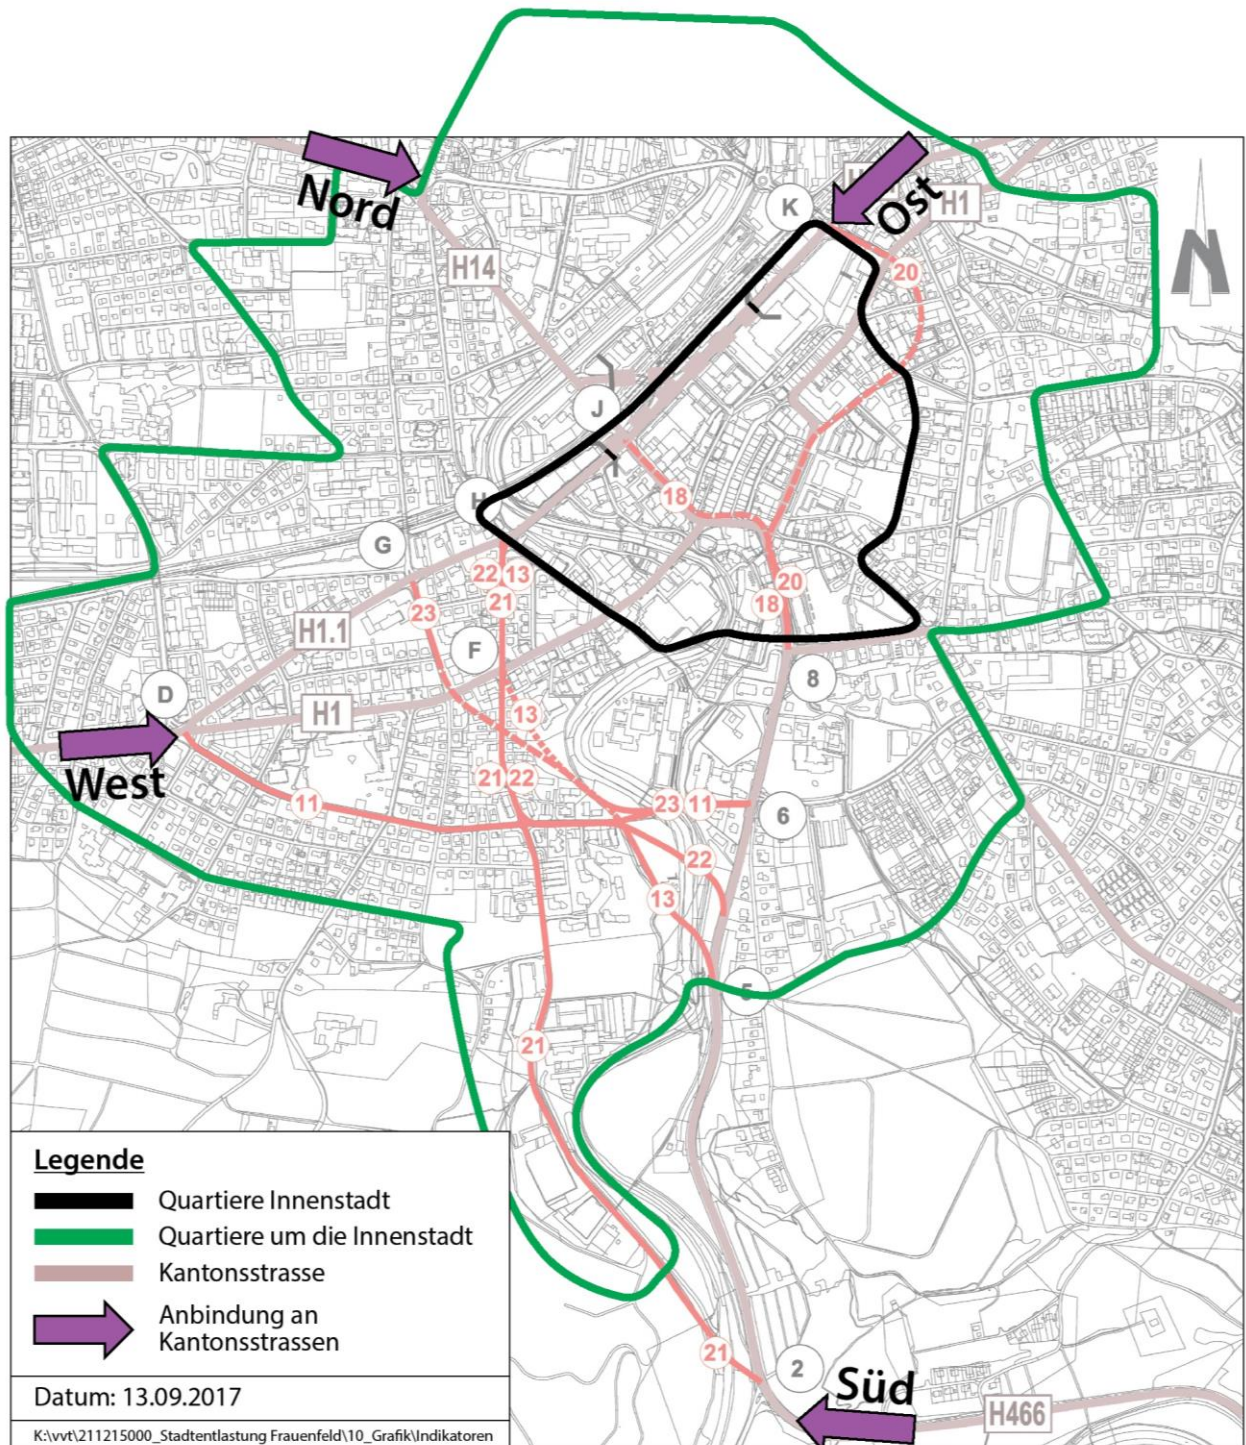 Nord
K
Ost
H1
H14
20
N
J
18
H
G
22 13
21
23
20
18
H1.1
F
8
D
H1
13
West
21 22
11
23 11
6
22
13
5
21
21
2
Süd
H466
Legende
Quartiere Innenstadt
Quartiere um die Innenstadt
Kantonsstrasse
Anbindung an
Kantonsstrassen
Datum: 13.09.2017
K:\vvt\211215000_Stadtentlastung Frauenfeld\10_Grafik\Indikatoren